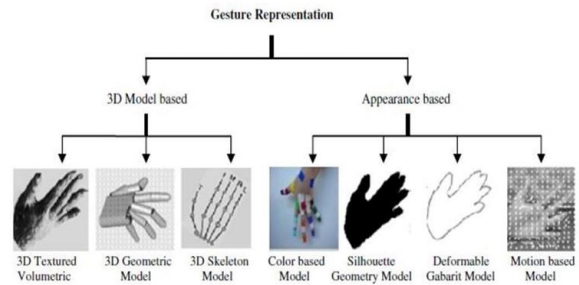 Gesture Representation
3D Model based
Appearance based
3D Textured
Volumetric
3D Geometric
Model
3D Skeleton
Model
Color based
Model
Silhouette
Geometry Model
Deformable
Gabarit Model
Motion based
Model